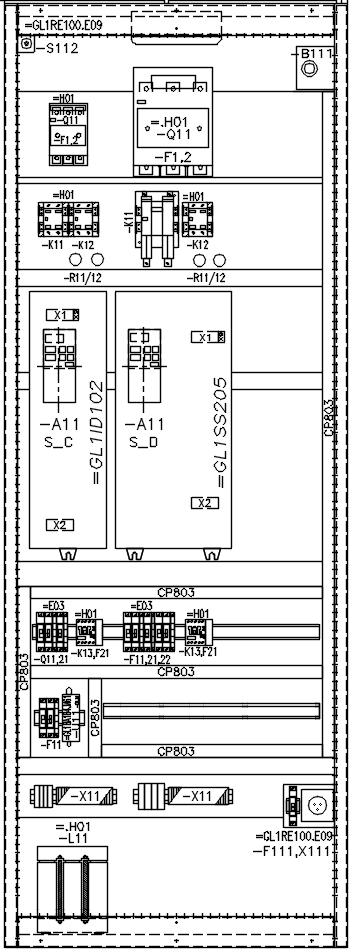 =GL1RE100.E09
-S112
-B111
=H01
-Q11
-F1,2
=.H01
-Q11
-F1,2
=H01
-K11
-K12
-K11
=H01
-K12
-R11/12
-R11/12
X1
X1
-A11
S_C
=GL1ID102
-A11
S_D
=GL1SS205
CP803
X2
X2
CP803
=E03
=H01
=E03
=H01
-Q11,21
-K13,F21
-F11,21,22
-K13,F21
CP803
CP803
-F11
-L11
CP803
CP803
-X11
-X11
=.H01
-L11
=GL1RE100.E09
-F111,X111